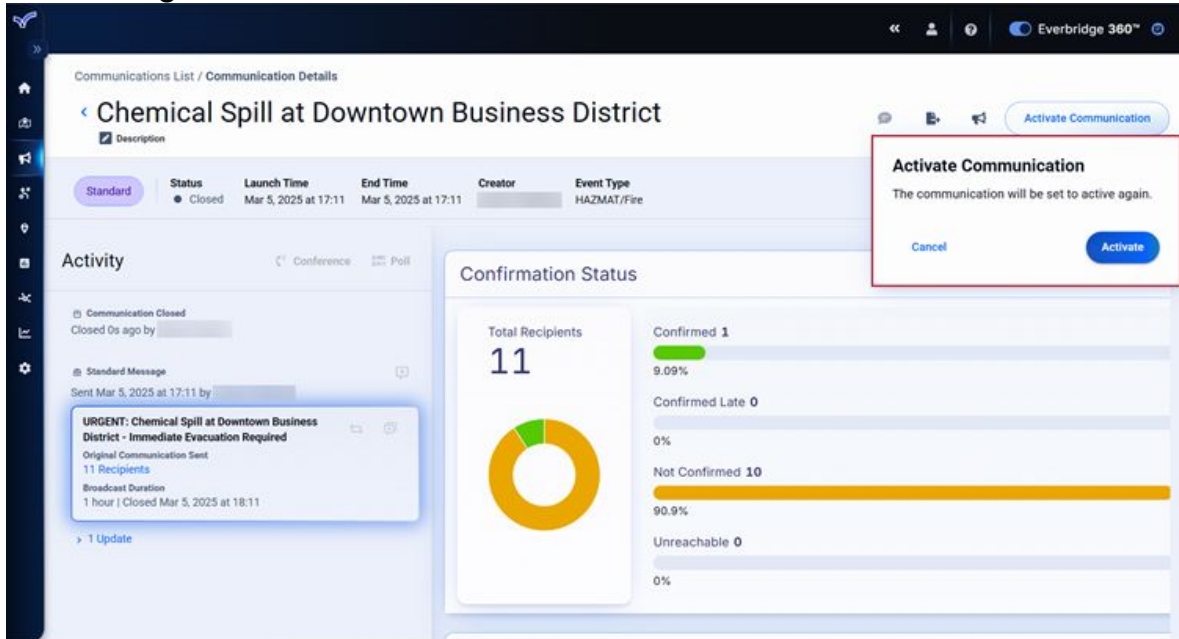 Everbridge 360™
Communications List / Communication Details
Chemical Spill at Downtown Business District
Description
Activate Communication
Activate Communication
The communication will be set to active again.
Cancel
Activate
Standard
Status
Closed
Launch Time
Mar 5, 2025 at 17:11
End Time
Mar 5, 2025 at 17:11
Creator
Event Type
HAZMAT/Fire
Activity
Conference
Poll
Communication Closed
Closed 0s ago by
Standard Message
Sent Mar 5, 2025 at 17:11 by
URGENT: Chemical Spill at Downtown Business
District - Immediate Evacuation Required
Original Communication Sent
11 Recipients
Broadcast Duration
1 hour | Closed Mar 5, 2025 at 18:11
1 Update
Confirmation Status
Total Recipients
11
Confirmed 1
9.09%
Confirmed Late 0
0%
Not Confirmed 10
90.9%
Unreachable 0
0%